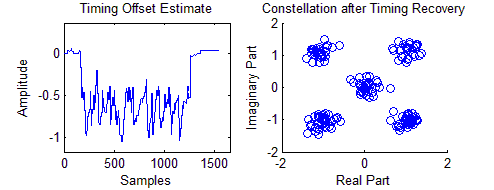 Timing Offset Estimate
Constellation after Timing Recovery
0
-0.5
-1
0
500
1000
1500
Amplitude
Samples
2
1
0
-1
-2
-2
0
2
Imaginary Part
Real Part